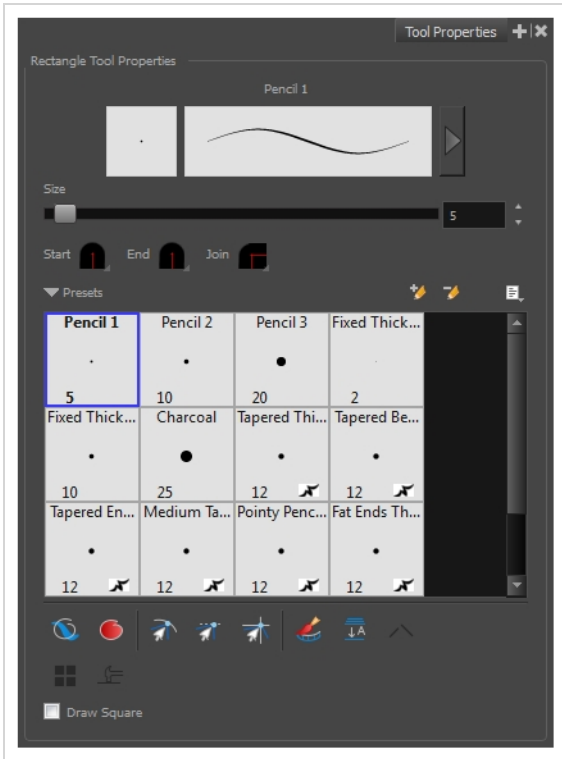 Tool Properties
Rectangle Tool Properties
Pencil 1
Size
5
Start End Join
Presets
Pencil 1 Pencil 2 Pencil 3 Fixed Thick...
5 10 20 2
Fixed Thick... Charcoal Tapered Thi... Tapered Be...
10 25 12 12
Tapered En... Medium Ta... Pointy Penc... Fat Ends Th...
12 12 12 12
A
Draw Square